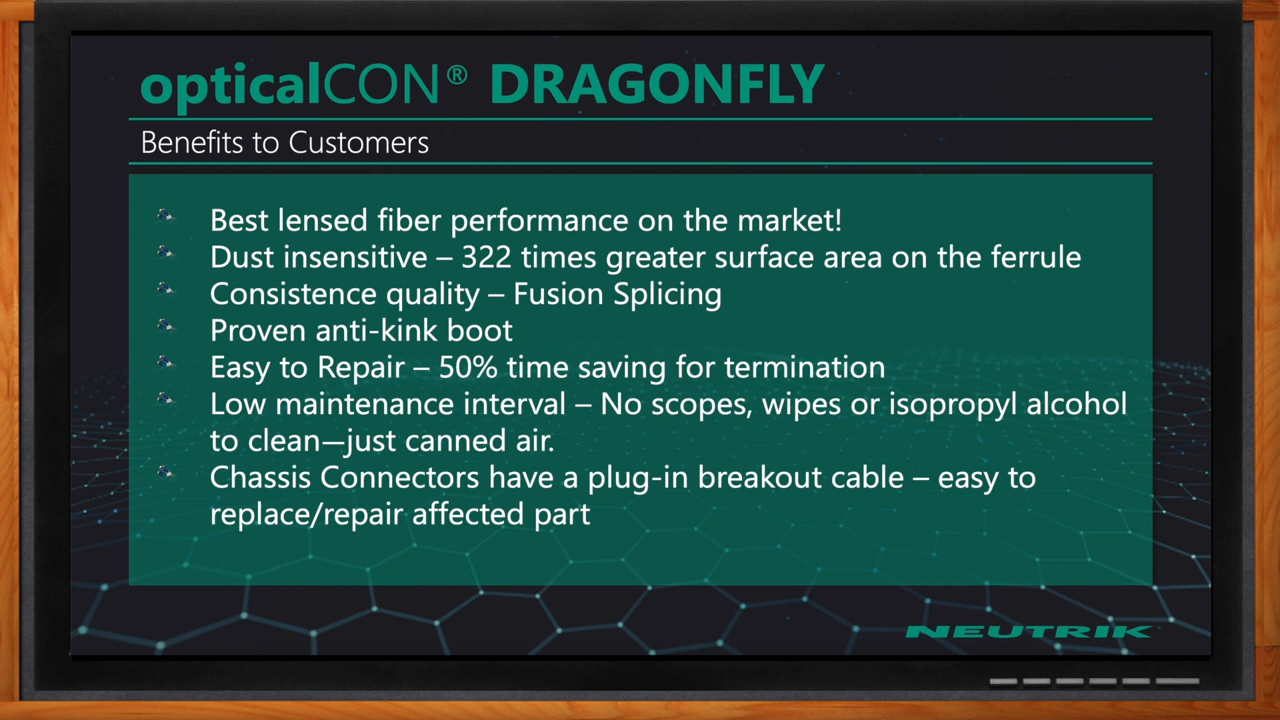 opticalCON® DRAGONFLY
Benefits to Customers
Best lensed fiber performance on the market!
Dust insensitive – 322 times greater surface area on the ferrule
Consistence quality – Fusion Splicing
Proven anti-kink boot
Easy to Repair – 50% time saving for termination
Low maintenance interval – No scopes, wipes or isopropyl alcohol
to clean—just canned air.
Chassis Connectors have a plug-in breakout cable – easy to
replace/repair affected part
NEUTRIK